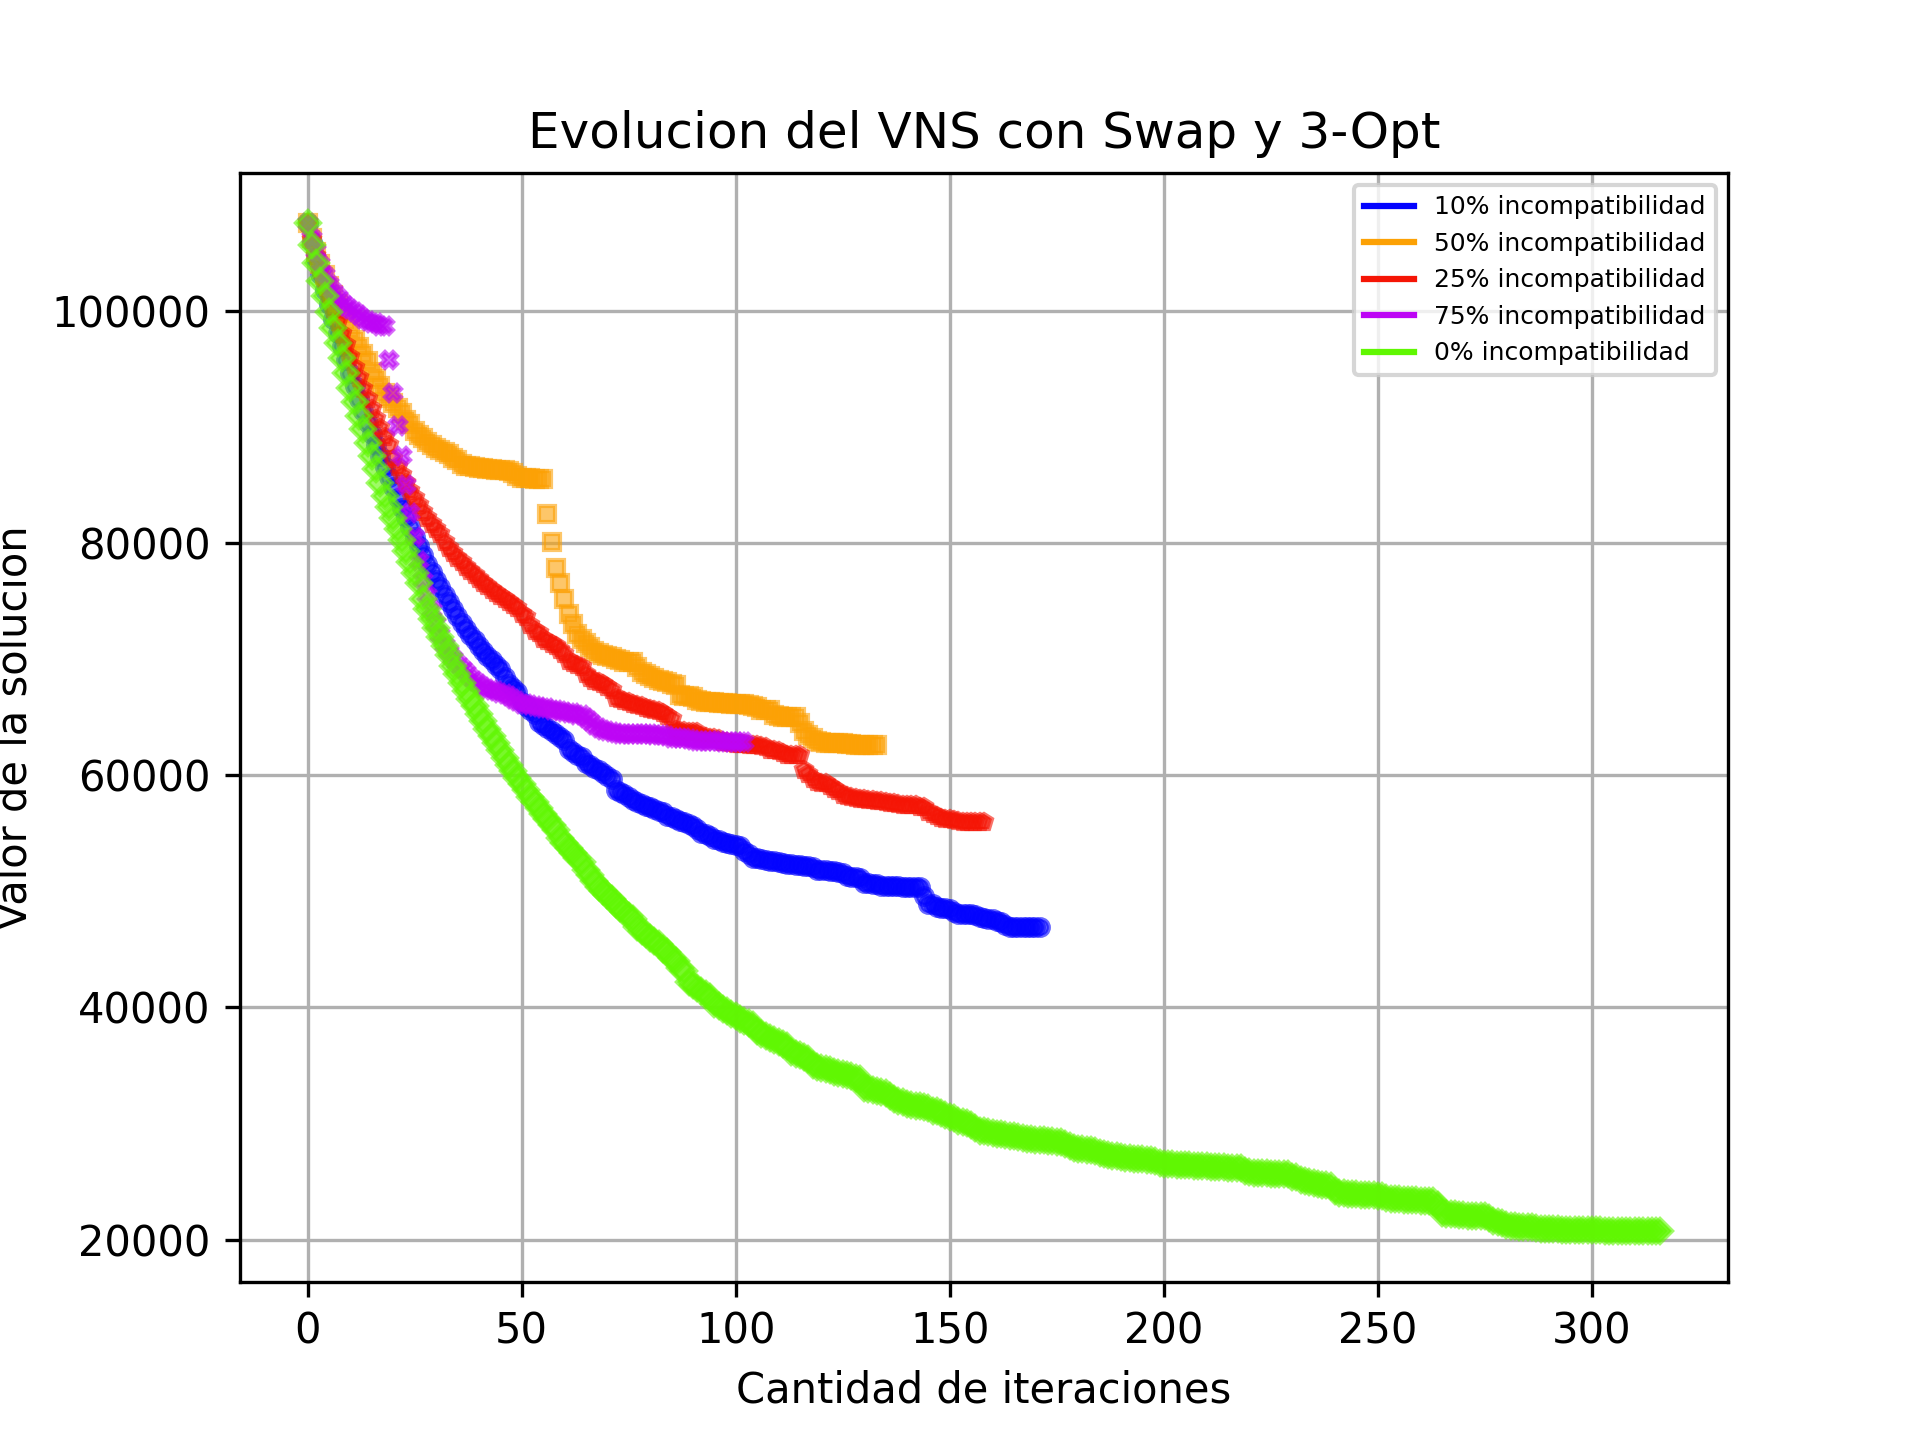 Evolucion del VNS con Swap y 3-Opt
10% incompatibilidad
50% incompatibilidad
25% incompatibilidad
75% incompatibilidad
0% incompatibilidad
Valor de la solucion
100000
80000
60000
40000
20000
0 50 100 150 200 250 300
Cantidad de iteraciones